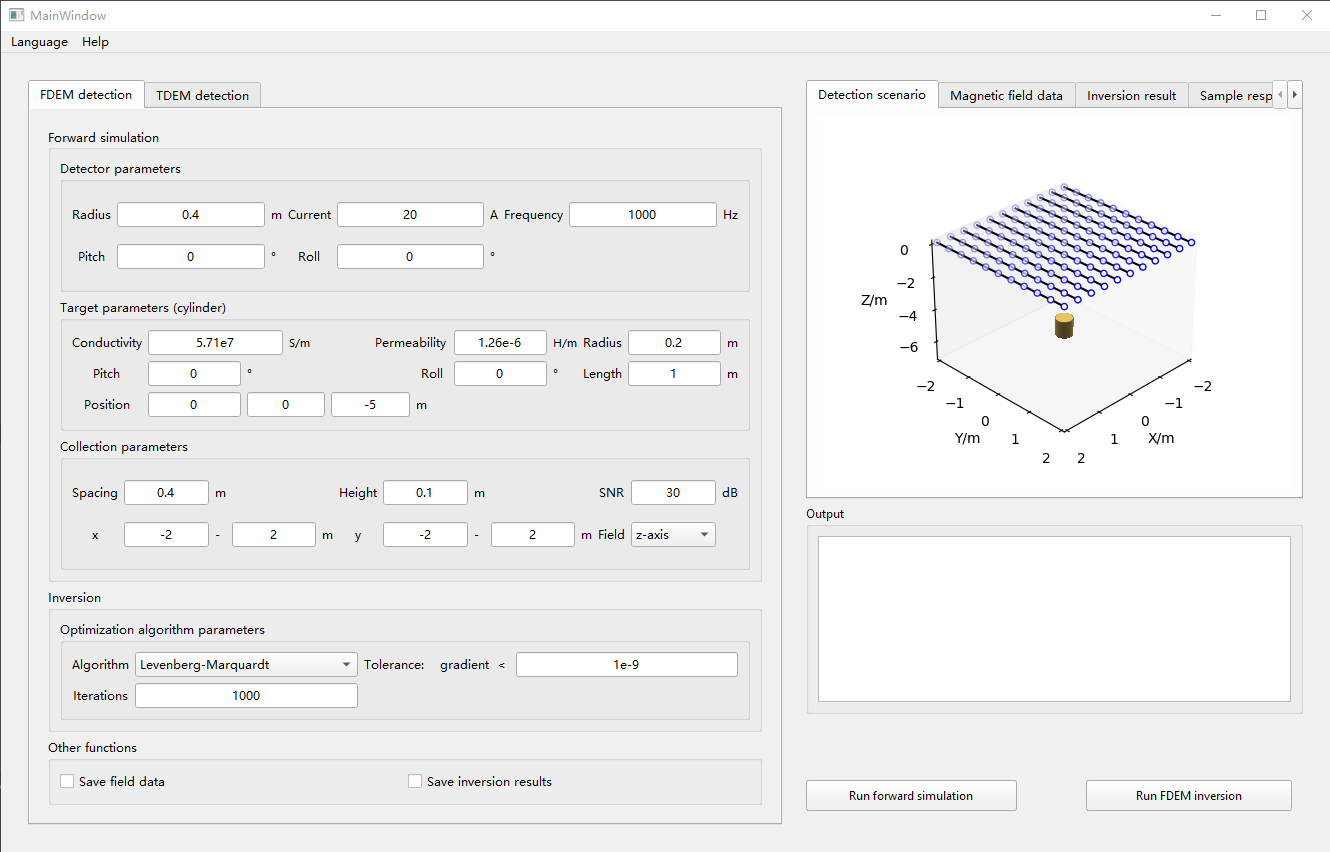 MainWindow
Language Help
FDEM detection TDEM detection
Forward simulation
Detector parameters
Radius 0.4 m Current 20 A Frequency 1000 Hz
Pitch 0 ° Roll 0 °
Target parameters (cylinder)
Conductivity 5.71e7 S/m Permeability 1.26e-6 H/m Radius 0.2 m
Pitch 0 ° Roll 0 ° Length 1 m
Position 0 0 -5 m
Collection parameters
Spacing 0.4 m Height 0.1 m SNR 30 dB
x -2 - 2 m y -2 - 2 m Field z-axis
Inversion
Optimization algorithm parameters
Algorithm Levenberg-Marquardt Tolerance: gradient < 1e-9
Iterations 1000
Other functions
Save field data Save inversion results
Detection scenario Magnetic field data Inversion result Sample resp
0
−2
Z/m
−4
−6
−2 −2
−1 −1
0 0
Y/m 1 1 X/m
2 2
Output
Run forward simulation Run FDEM inversion